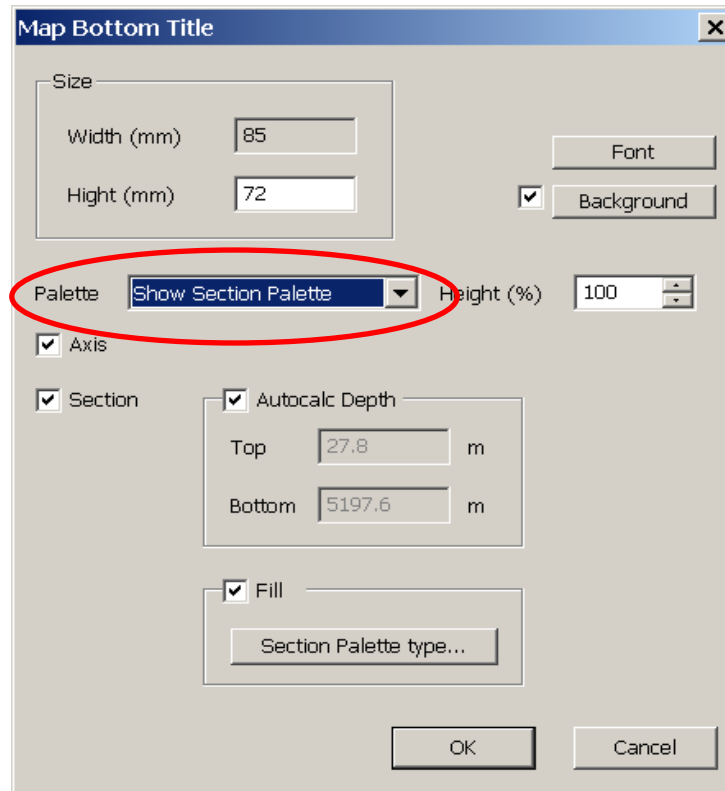 Map Bottom Title
Size
Width (mm) 85
Hight (mm) 72
Font
Background
Palette Show Section Palette Height (%) 100
Axis
Section
Autocalc Depth
Top 27.8 m
Bottom 5197.6 m
Fill
Section Palette type...
OK Cancel